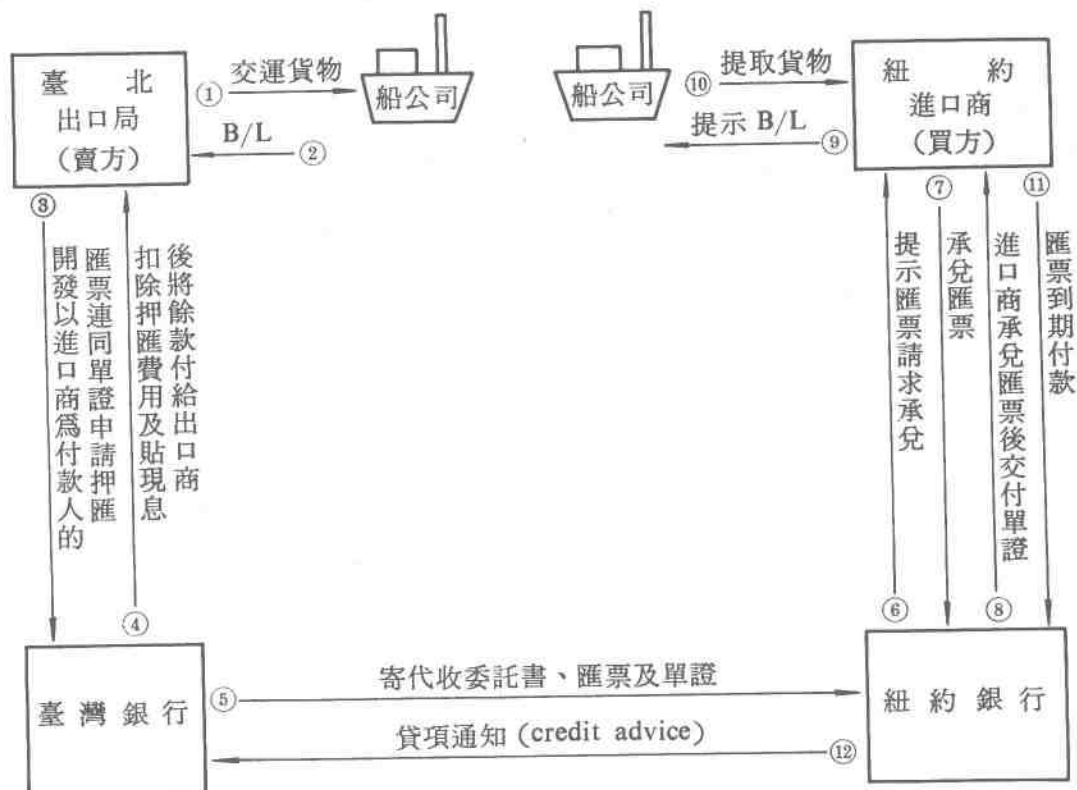 臺北
出口局
(賣方)
① 交運貨物
船公司
B/L ②
船公司
⑩ 提取貨物
提示 B/L ⑨
紐約
進口商
(買方)
③
開發以進口商爲付款人的
匯票連同單證申請押匯
④
扣除押匯費用及貼現息
後將餘款付給出口商
⑥
提示匯票請求承兌
⑦
承兌匯票
⑧
進口商承兌匯票後交付單證
⑪
匯票到期付款
臺灣銀行
⑤ 寄代收委託書、匯票及單證
貸項通知 (credit advice) ⑫
紐約銀行